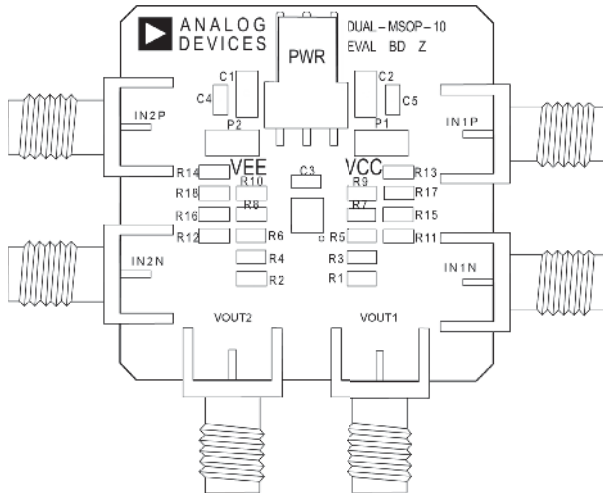 ANALOG DEVICES
DUAL-MSOP-10
EVAL BD Z
PWR
C1
C2
C4
C5
IN2P
IN1P
P2
P1
VEE
VCC
C3
R14
R13
R10
R9
R18
R17
R8
R7
R16
R15
R12
R6
R5
R11
IN2N
R4
R3
IN1N
R2
R1
VOUT2
VOUT1